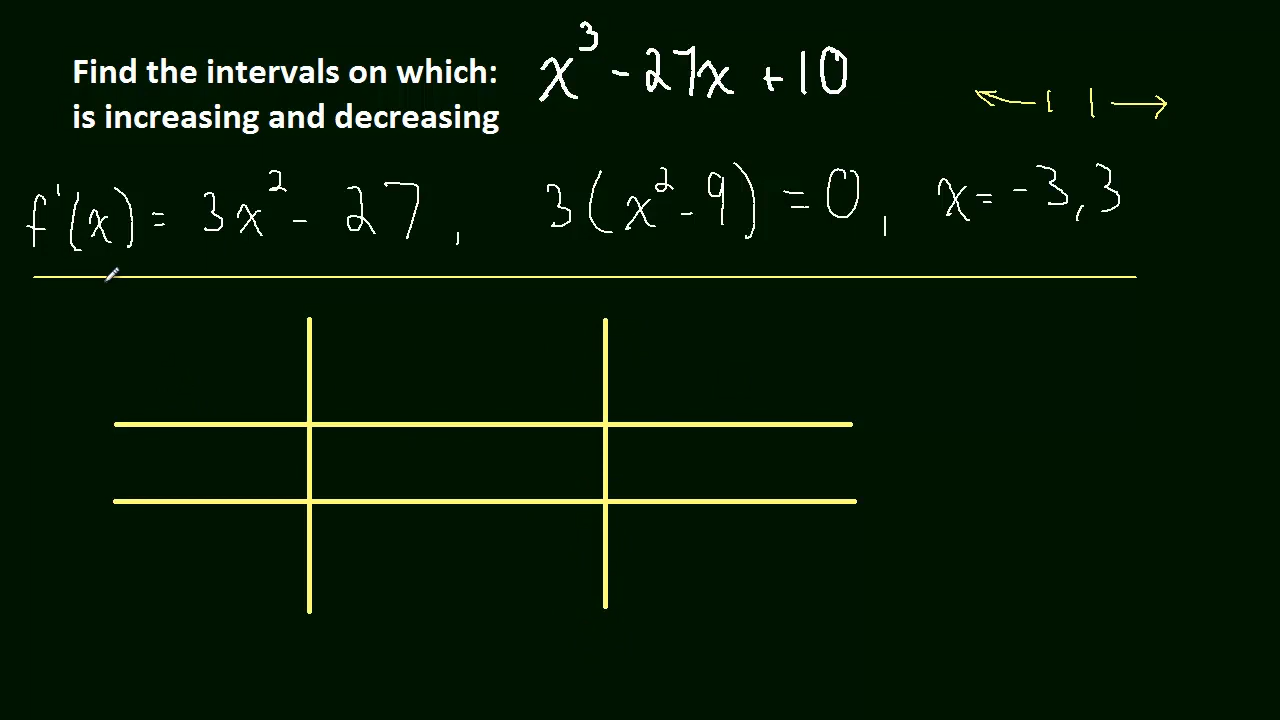 Find the intervals on which: x³ - 27x + 10
is increasing and decreasing
f'(x) = 3x² - 27, 3(x² - 9) = 0, x = -3, 3